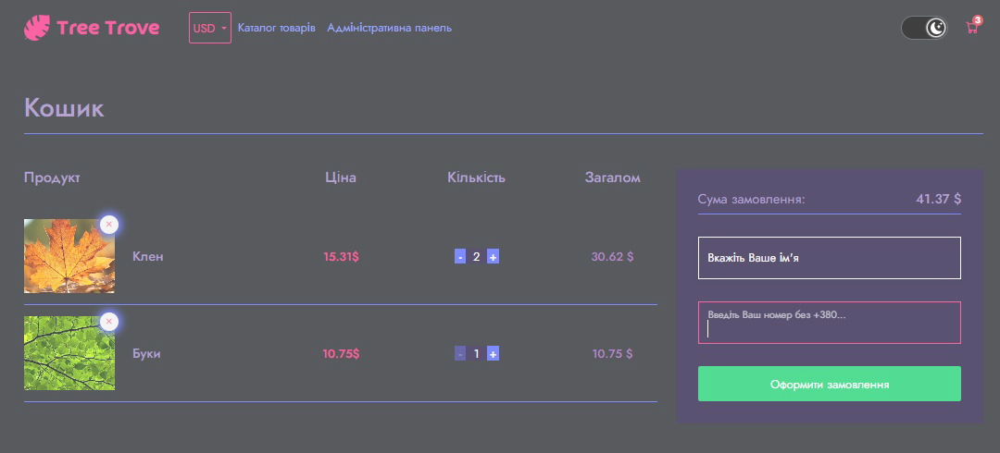 Tree Trove
USD
Каталог товарів
Адміністративна панель
3
Кошик
Продукт
Ціна
Кількість
Загалом
Клен
15.31$
- 2 +
30.62 $
Буки
10.75$
- 1 +
10.75 $
Сума замовлення:
41.37 $
Вкажіть Ваше ім'я
Введіть Ваш номер без +380...
Оформити замовлення